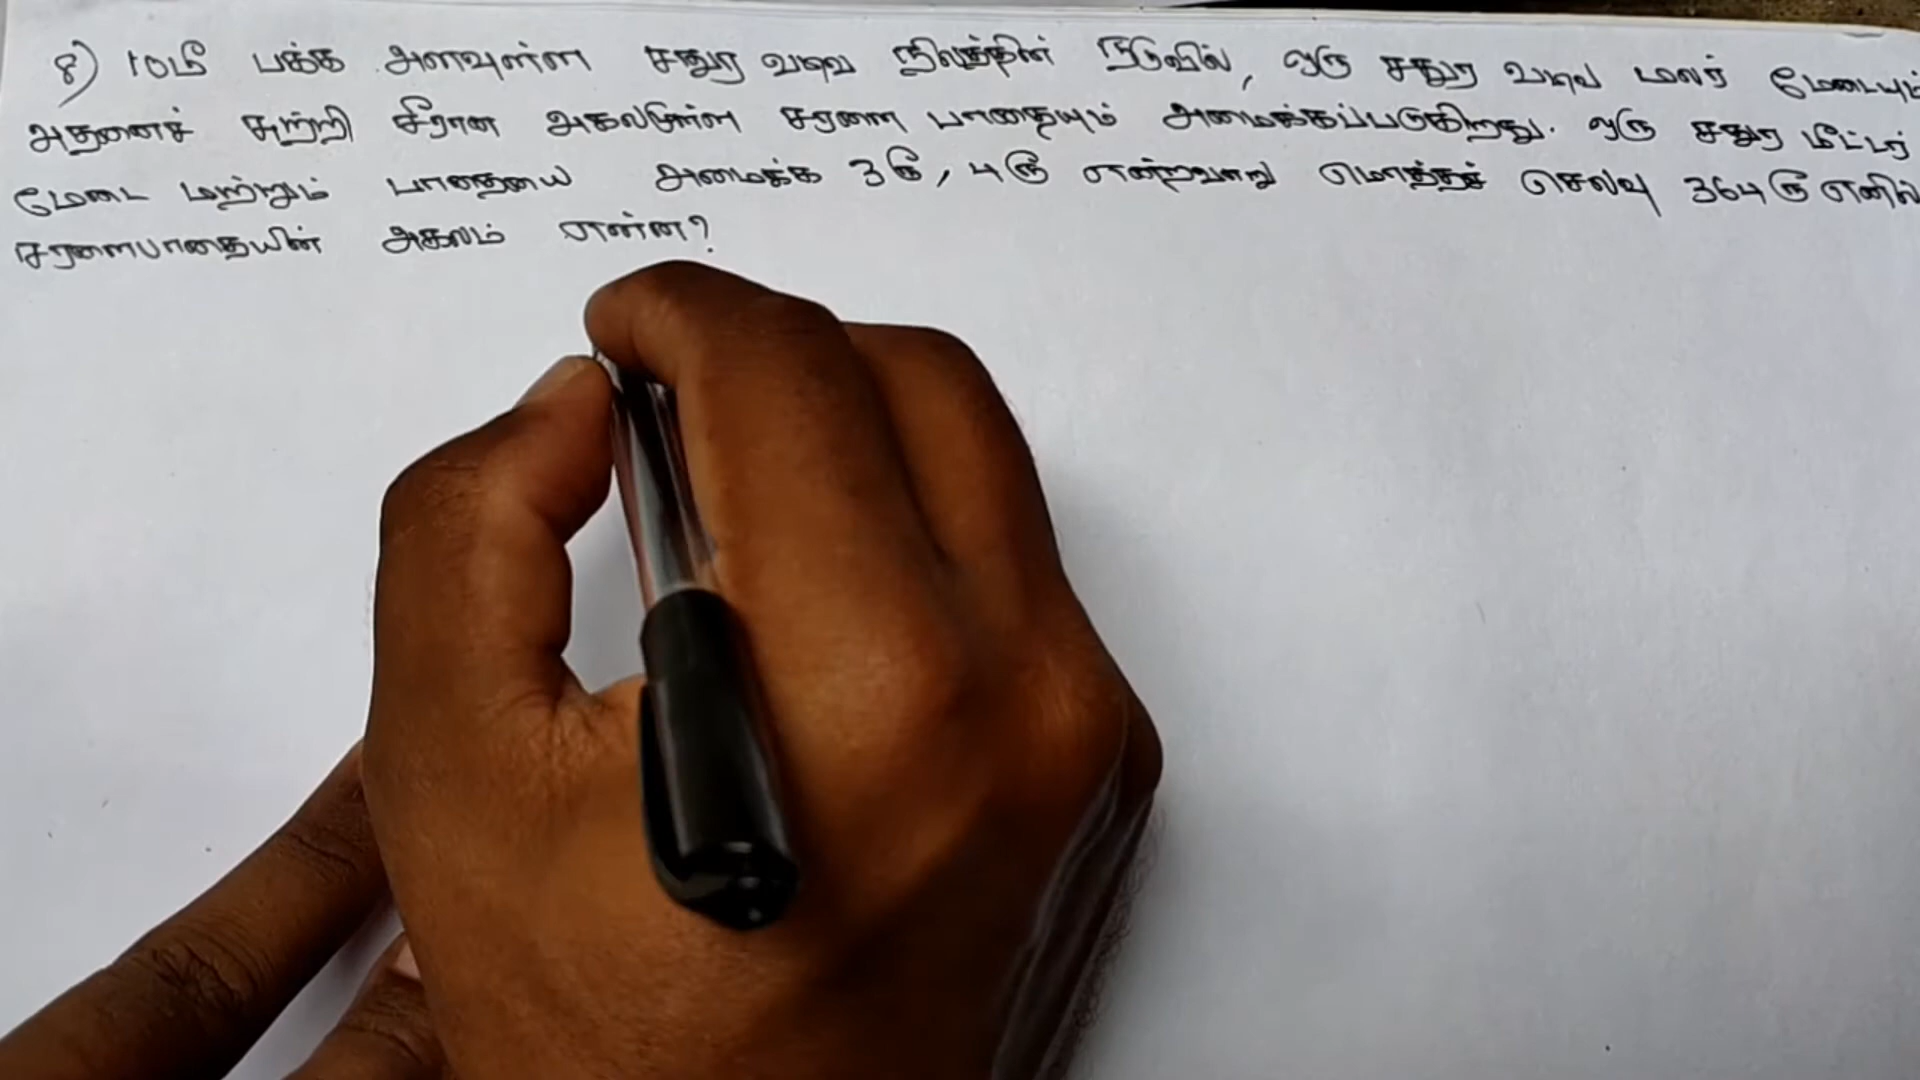 8) 10மீ பக்க அளவுள்ள சதுர வடிவ நிலத்தின் நடுவில், ஒரு சதுர வடிவ மலர் மேடையும்
அதனைச் சுற்றி சீரான அகலமுள்ள சரளை பாதையும் அமைக்கப்படுகிறது. ஒரு சதுர மீட்டர்
மேடை மற்றும் பாதையை அமைக்க 3ரூ, 4ரூ என்றவாறு மொத்தச் செலவு 364ரூ எனில்
சரளைபாதையின் அகலம் என்ன?